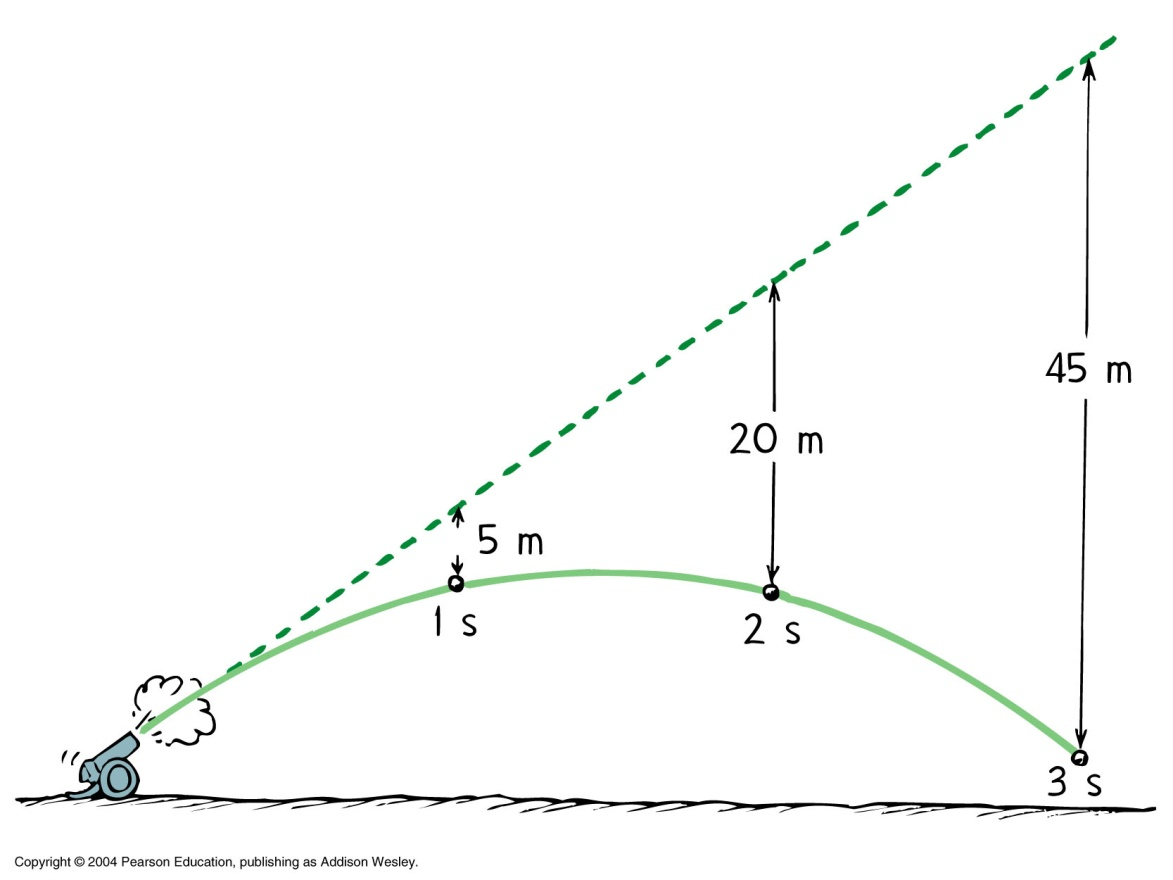 45 m
20 m
5 m
1 s
2 s
3 s
Copyright © 2004 Pearson Education, publishing as Addison Wesley.